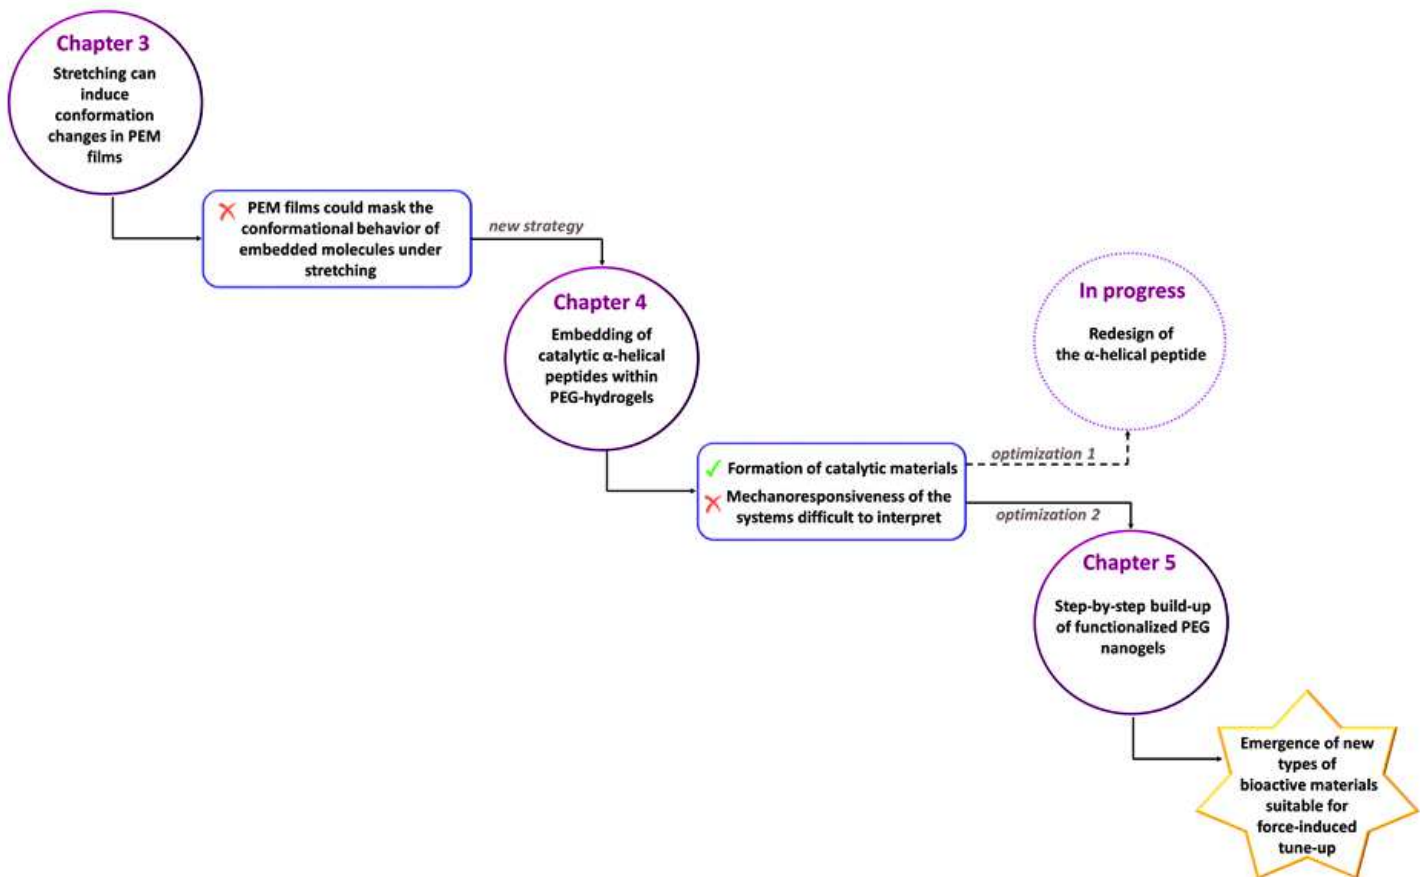 Chapter 3
Stretching can
induce
conformation
changes in PEM
films
PEM films could mask the
conformational behavior of
embedded molecules under
stretching
new strategy
Chapter 4
Embedding of
catalytic α-helical
peptides within
PEG-hydrogels
In progress
Redesign of
the α-helical peptide
Formation of catalytic materials
Mechanoresponsiveness of the
systems difficult to interpret
optimization 1
optimization 2
Chapter 5
Step-by-step build-up
of functionalized PEG
nanogels
Emergence of new
types of
bioactive materials
suitable for
force-induced
tune-up